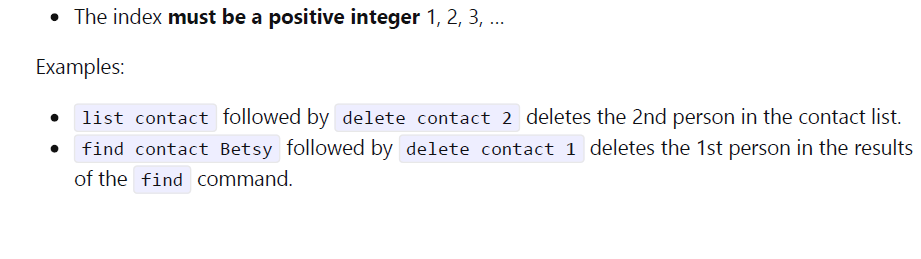 • The index must be a positive integer 1, 2, 3, …
Examples:
• list contact followed by delete contact 2 deletes the 2nd person in the contact list.
• find contact Betsy followed by delete contact 1 deletes the 1st person in the results
of the find command.